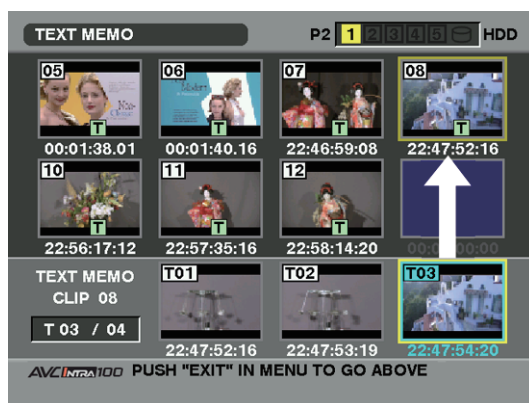 TEXT MEMO
P2 1 2 3 4 5 HDD
05 06 07 08
Neo-
Modern
T T T T
00:01:38.01 00:01:40.16 22:46:59:08 22:47:52:16
10 11 12
T T T
22:56:17:12 22:57:35:16 22:58:14:20
TEXT MEMO
CLIP 08
T 03 / 04
T01 T02 T03
22:47:52:16 22:47:53:19 22:47:54:20
AVC INTRA 100 PUSH "EXIT" IN MENU TO GO ABOVE